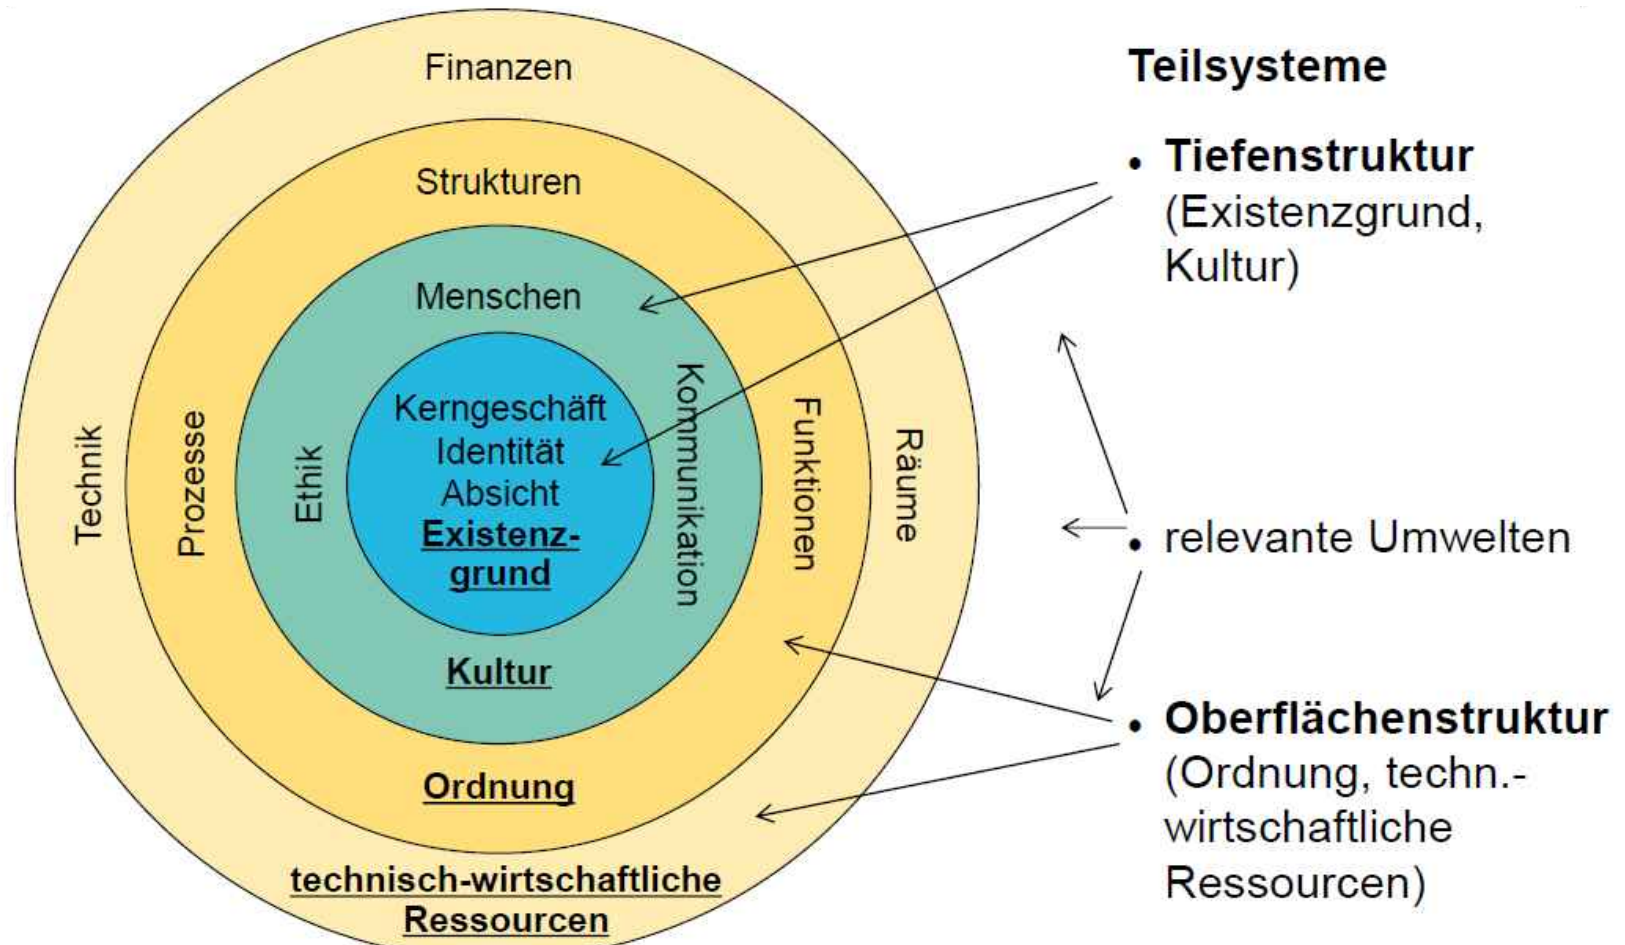 Finanzen
Strukturen
Menschen
Technik
Prozesse
Ethik
Kerngeschäft
Identität
Absicht
Existenz-
grund
Kommunikation
Funktionen
Räume
Kultur
Ordnung
technisch-wirtschaftliche
Ressourcen
Teilsysteme
• Tiefenstruktur
(Existenzgrund,
Kultur)
• relevante Umwelten
• Oberflächenstruktur
(Ordnung, techn.-
wirtschaftliche
Ressourcen)